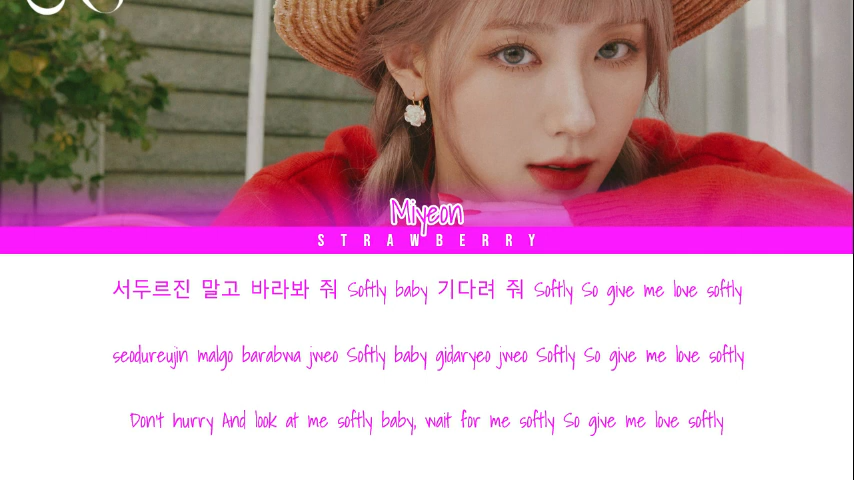 Miyeon
STRAWBERRY
서두르진 말고 바라봐 줘 Softly baby 기다려 줘 Softly So give me love softly
seodureujin malgo barabwa jweo Softly baby gidaryeo jweo Softly So give me love softly
Don't hurry And look at me softly baby, wait for me softly So give me love softly